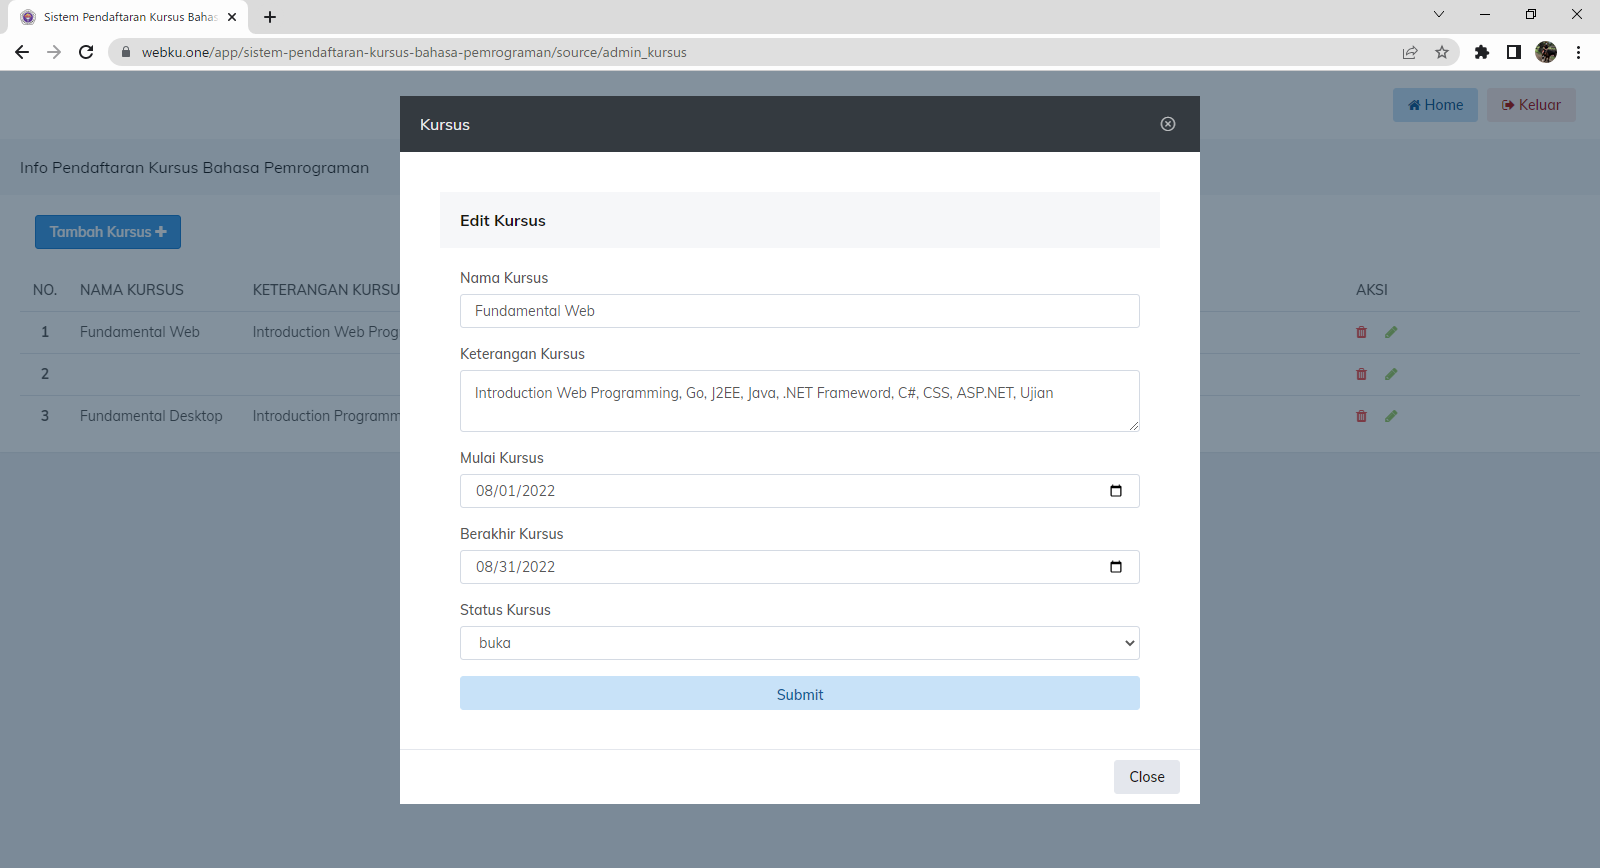 Sistem Pendaftaran Kursus Bahas
webku.one/app/sistem-pendaftaran-kursus-bahasa-pemrograman/source/admin_kursus
Home
Keluar
Info Pendaftaran Kursus Bahasa Pemrograman
Tambah Kursus
NO. NAMA KURSUS KETERANGAN KURSU AKSI
1 Fundamental Web Introduction Web Prog
2
3 Fundamental Desktop Introduction Programm
Kursus
Edit Kursus
Nama Kursus
Fundamental Web
Keterangan Kursus
Introduction Web Programming, Go, J2EE, Java, .NET Frameword, C#, CSS, ASP.NET, Ujian
Mulai Kursus
08/01/2022
Berakhir Kursus
08/31/2022
Status Kursus
buka
Submit
Close